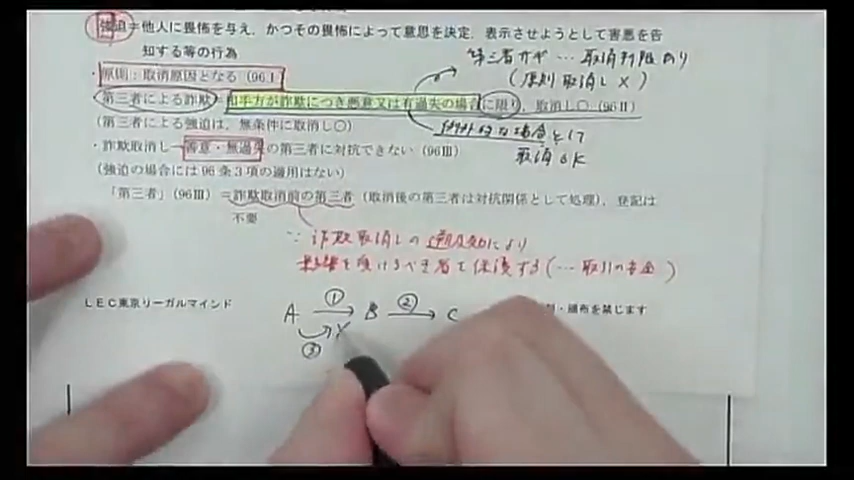 強迫=他人に畏怖を与え、かつその畏怖によって意思を決定、表示させようとして害悪を告
知する等の行為
第三者サギ … 取消制限あり
(原則取消し×)
・原則:取消原因となる(96Ⅰ)
第三者による詐欺=相手方が詐欺につき悪意又は有過失の場合に限り、取消し○(96Ⅱ)
(第三者による強迫は、無条件に取消し○)
例外的な場合として
取消OK
・詐欺取消し→善意・無過失の第三者に対抗できない(96Ⅲ)
(強迫の場合には96条3項の適用はない)
「第三者」(96Ⅲ)=詐欺取消前の第三者(取消後の第三者は対抗関係として処理)、登記は
不要
∵ 詐欺取消しの遡及効により
影響を受けるべき者を保護する(… 取引の安全)
LEC東京リーガルマインド
・頒布を禁じます
A ① B ② C
③